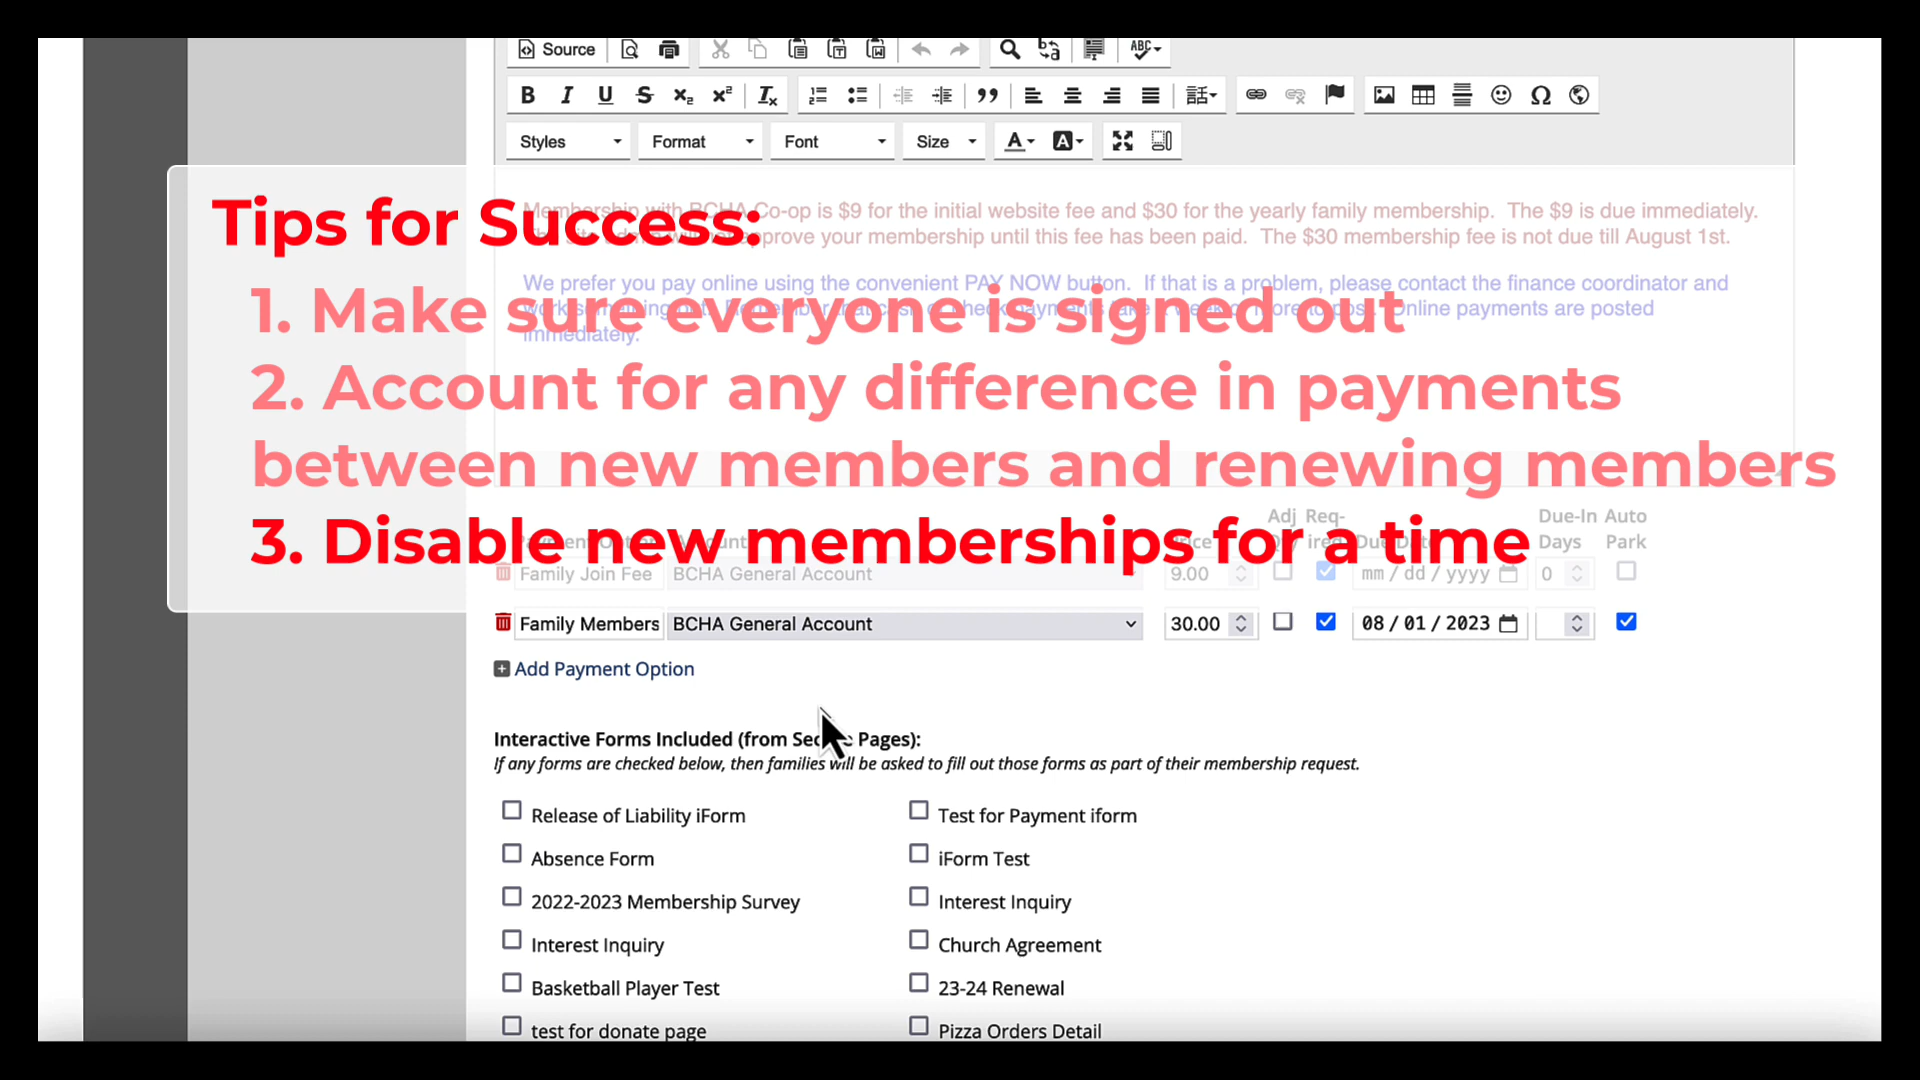 Source
ABC
B I U S x₂ x² Tx
Styles Format Font Size A A
Tips for Success:
Membership with BCHA Co-op is $9 for the initial website fee and $30 for the yearly family membership. The $9 is due immediately.
approve your membership until this fee has been paid. The $30 membership fee is not due till August 1st.
We prefer you pay online using the convenient PAY NOW button. If that is a problem, please contact the finance coordinator and
Online payments are posted
immediately.
1. Make sure everyone is signed out
2. Account for any difference in payments
between new members and renewing members
3. Disable new memberships for a time
Adj Req- Due-In Auto
Days Park
Family Join Fee BCHA General Account 9.00 mm/dd/yyyy 0
Family Members BCHA General Account 30.00 08/01/2023
Add Payment Option
Interactive Forms Included (from Pages):
If any forms are checked below, then families will be asked to fill out those forms as part of their membership request.
Release of Liability iForm Test for Payment iform
Absence Form iForm Test
2022-2023 Membership Survey Interest Inquiry
Interest Inquiry Church Agreement
Basketball Player Test 23-24 Renewal
test for donate page Pizza Orders Detail